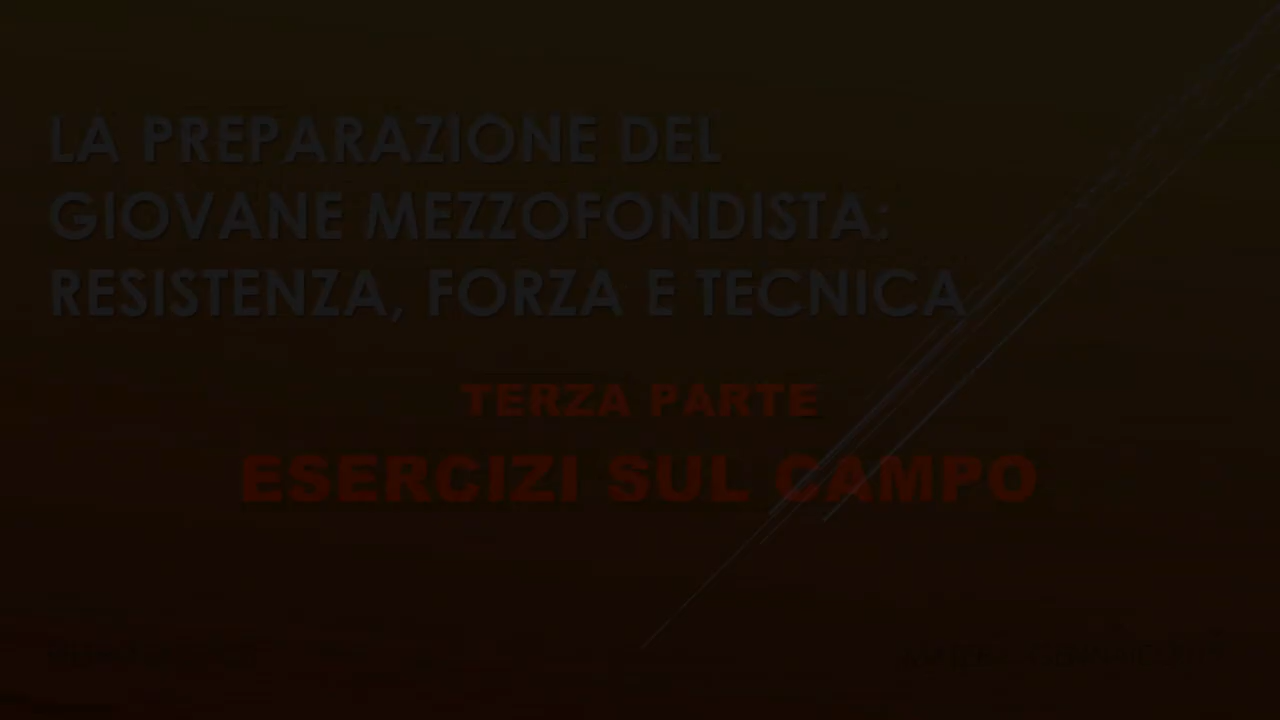 LA PREPARAZIONE DEL
GIOVANE MEZZOFONDISTA:
RESISTENZA, FORZA E TECNICA
TERZA PARTE
ESERCIZI SUL CAMPO